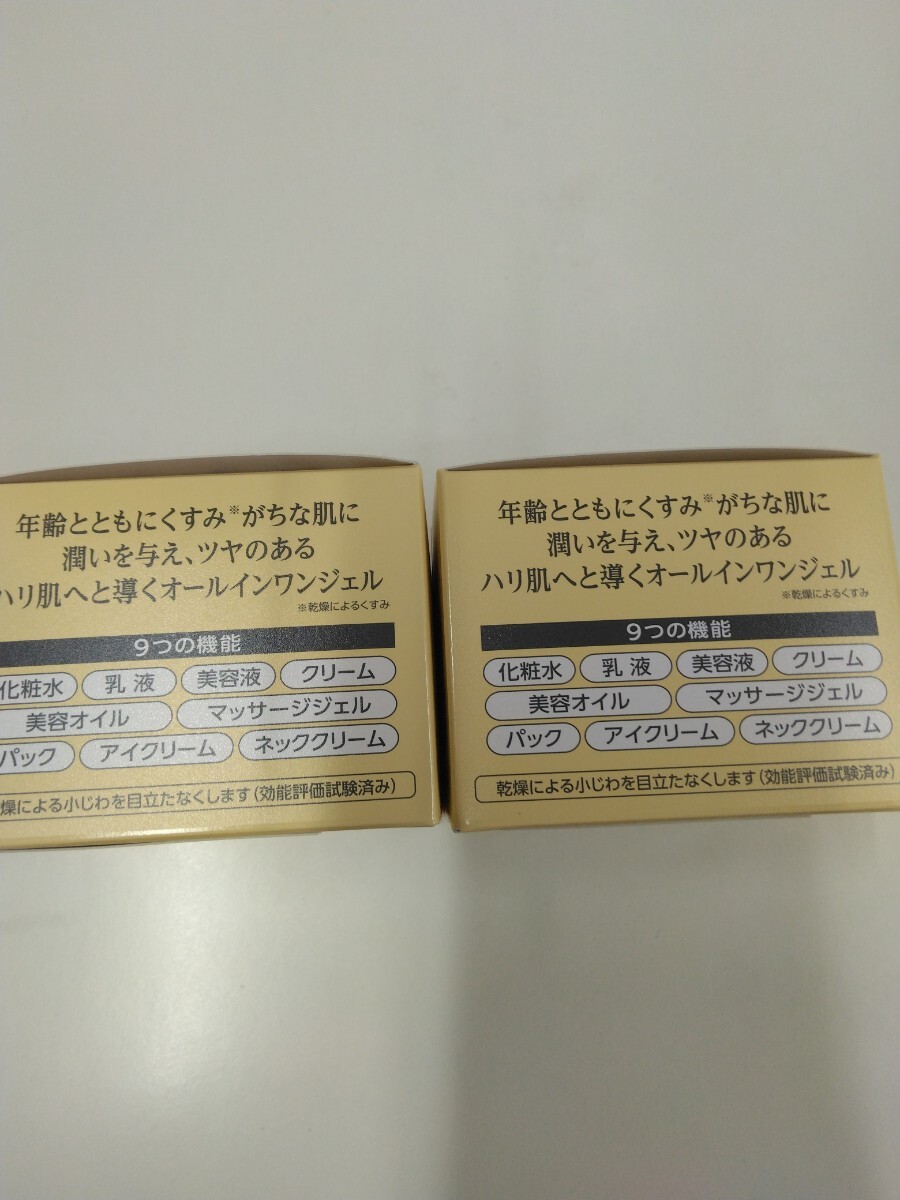 年齢とともにくすみ※がちな肌に
潤いを与え、ツヤのある
ハリ肌へと導くオールインワンジェル
※乾燥によるくすみ
9つの機能
化粧水 乳液 美容液 クリーム
美容オイル マッサージジェル
パック アイクリーム ネッククリーム
燥による小じわを目立たなくします(効能評価試験済み)
年齢とともにくすみ※がちな肌に
潤いを与え、ツヤのある
ハリ肌へと導くオールインワンジェル
※乾燥によるくすみ
9つの機能
化粧水 乳液 美容液 クリーム
美容オイル マッサージジェル
パック アイクリーム ネッククリーム
乾燥による小じわを目立たなくします(効能評価試験済み)